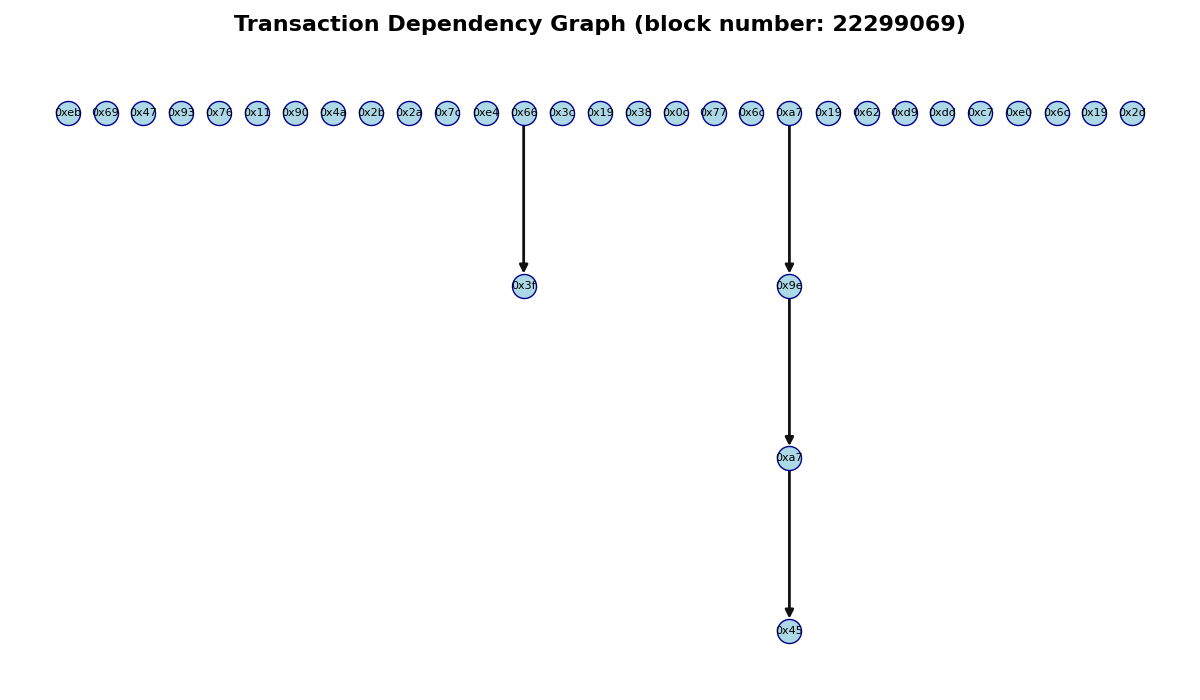 Transaction Dependency Graph (block number: 22299069)
0xeb 0x69 0x47 0x93 0x76 0x11 0x90 0x4a 0x2b 0x2a 0x7c 0xe4 0x66 0x3c 0x19 0x38 0x0c 0x77 0x6c 0xa7 0x19 0x62 0xd9 0xdd 0xc7 0xe0 0x6c 0x19 0x2d
0x3f 0x9e
0xa7
0x45